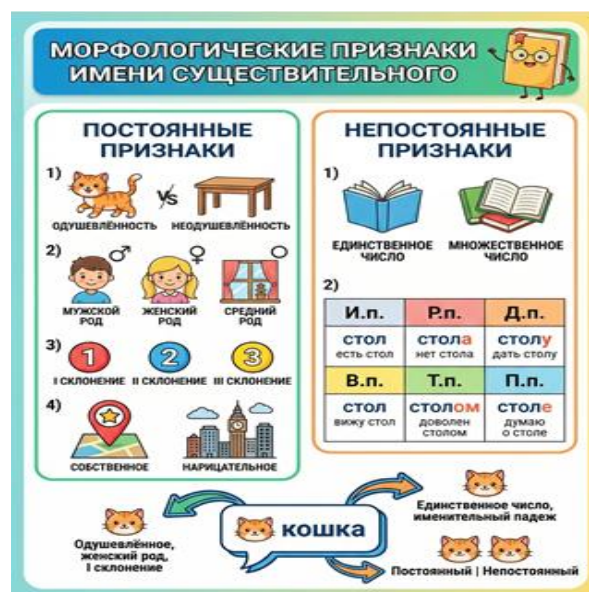 МОРФОЛОГИЧЕСКИЕ ПРИЗНАКИ
ИМЕНИ СУЩЕСТВИТЕЛЬНОГО
ПОСТОЯННЫЕ
ПРИЗНАКИ
1)
VS
ОДУШЕВЛЁННОСТЬ НЕОДУШЕВЛЁННОСТЬ
2)
МУЖСКОЙ
РОД
ЖЕНСКИЙ
РОД
СРЕДНИЙ
РОД
3)
1 2 3
I СКЛОНЕНИЕ II СКЛОНЕНИЕ III СКЛОНЕНИЕ
4)
СОБСТВЕННОЕ НАРИЦАТЕЛЬНОЕ
НЕПОСТОЯННЫЕ
ПРИЗНАКИ
1)
ЕДИНСТВЕННОЕ
ЧИСЛО
МНОЖЕСТВЕННОЕ
ЧИСЛО
2)
И.п. Р.п. Д.п.
стол стола столу
есть стол нет стола дать столу
В.п. Т.п. П.п.
стол столом столе
вижу стол
доволен
столом
думаю
о столе
кошка
Одушевлённое,
женский род,
I склонение
Единственное число,
именительный падеж
Постоянный | Непостоянный